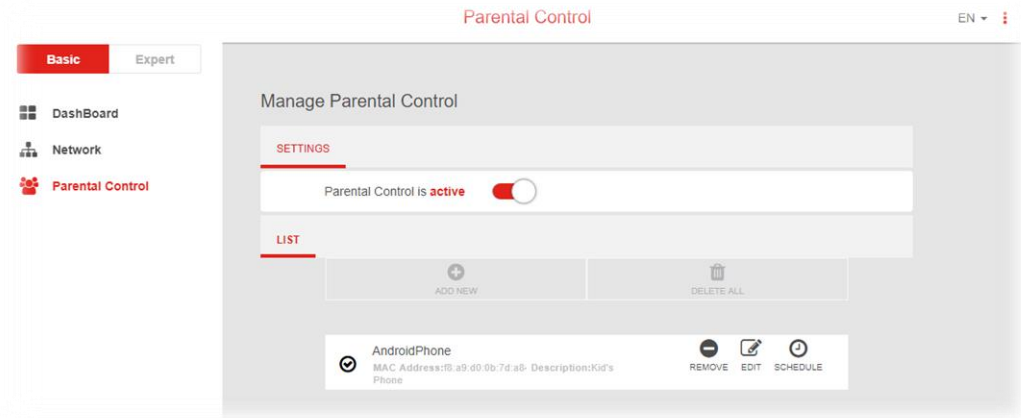 Parental Control
EN
Basic
Expert
DashBoard
Network
Parental Control
Manage Parental Control
SETTINGS
Parental Control is active
LIST
ADD NEW
DELETE ALL
AndroidPhone
MAC Address:f8:a9:d0:0b:7d:a8- Description:Kid's
Phone
REMOVE
EDIT
SCHEDULE